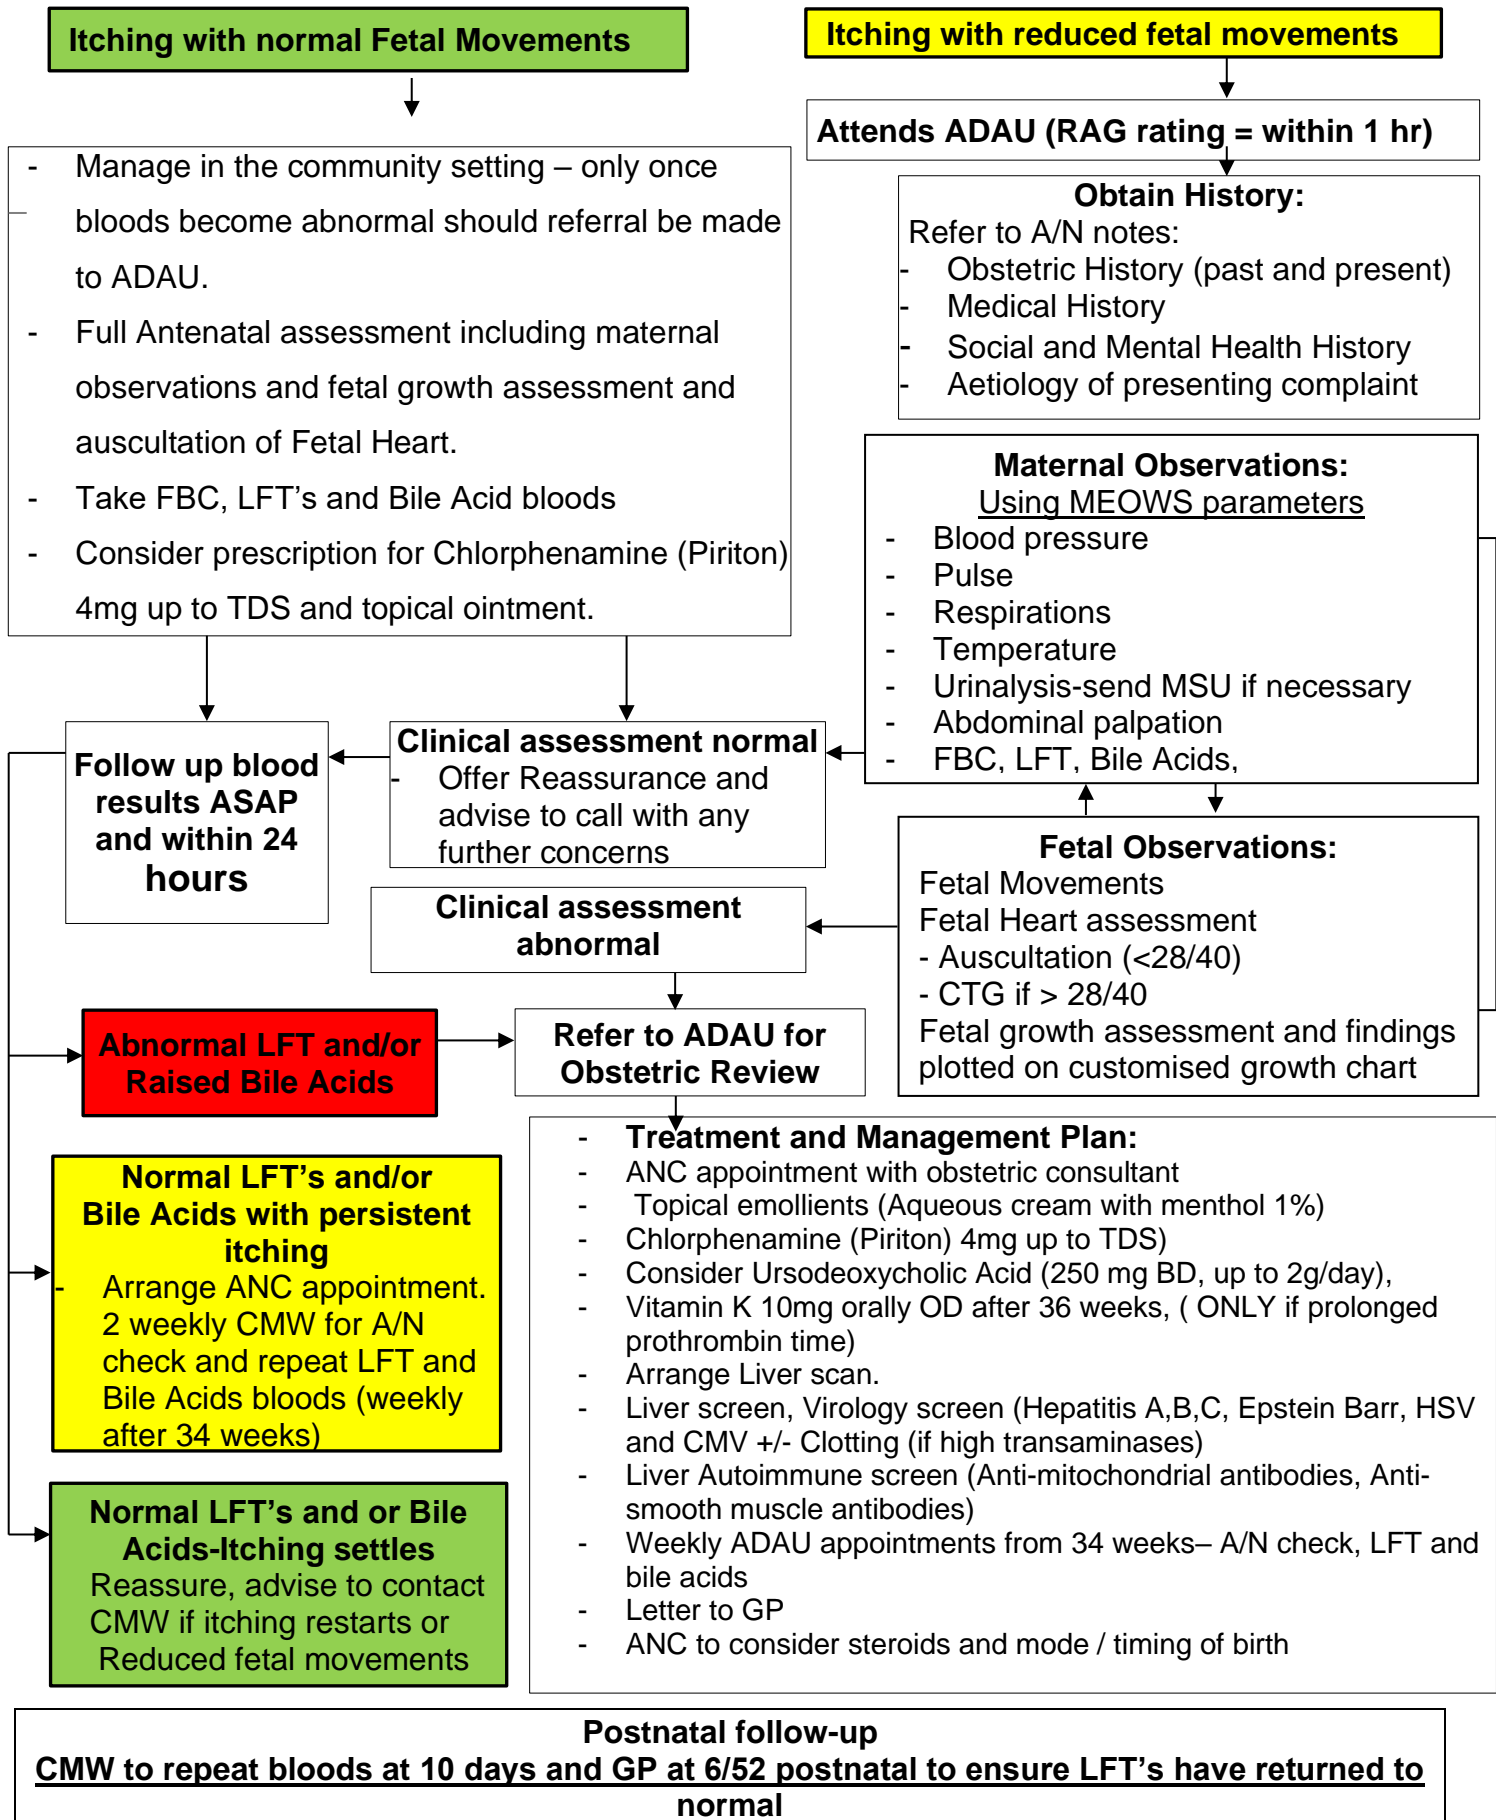 Itching with normal Fetal Movements
Itching with reduced fetal movements
Attends ADAU (RAG rating = within 1 hr)
- Manage in the community setting – only once
bloods become abnormal should referral be made
to ADAU.
- Full Antenatal assessment including maternal
observations and fetal growth assessment and
auscultation of Fetal Heart.
- Take FBC, LFT's and Bile Acid bloods
- Consider prescription for Chlorphenamine (Piriton)
4mg up to TDS and topical ointment.
Obtain History:
Refer to A/N notes:
- Obstetric History (past and present)
- Medical History
- Social and Mental Health History
- Aetiology of presenting complaint
Maternal Observations:
Using MEOWS parameters
- Blood pressure
- Pulse
- Respirations
- Temperature
- Urinalysis-send MSU if necessary
- Abdominal palpation
- FBC, LFT, Bile Acids,
Follow up blood
results ASAP
and within 24
hours
Clinical assessment normal
- Offer Reassurance and
advise to call with any
further concerns
Clinical assessment
abnormal
Fetal Observations:
Fetal Movements
Fetal Heart assessment
- Auscultation (<28/40)
- CTG if > 28/40
Fetal growth assessment and findings
plotted on customised growth chart
Abnormal LFT and/or
Raised Bile Acids
Refer to ADAU for
Obstetric Review
Normal LFT's and/or
Bile Acids with persistent
itching
- Arrange ANC appointment.
2 weekly CMW for A/N
check and repeat LFT and
Bile Acids bloods (weekly
after 34 weeks)
Normal LFT's and or Bile
Acids-Itching settles
Reassure, advise to contact
CMW if itching restarts or
Reduced fetal movements
- Treatment and Management Plan:
- ANC appointment with obstetric consultant
- Topical emollients (Aqueous cream with menthol 1%)
- Chlorphenamine (Piriton) 4mg up to TDS)
- Consider Ursodeoxycholic Acid (250 mg BD, up to 2g/day),
- Vitamin K 10mg orally OD after 36 weeks, ( ONLY if prolonged
prothrombin time)
- Arrange Liver scan.
- Liver screen, Virology screen (Hepatitis A,B,C, Epstein Barr, HSV
and CMV +/- Clotting (if high transaminases)
- Liver Autoimmune screen (Anti-mitochondrial antibodies, Anti-
smooth muscle antibodies)
- Weekly ADAU appointments from 34 weeks– A/N check, LFT and
bile acids
- Letter to GP
- ANC to consider steroids and mode / timing of birth
Postnatal follow-up
CMW to repeat bloods at 10 days and GP at 6/52 postnatal to ensure LFT's have returned to
normal